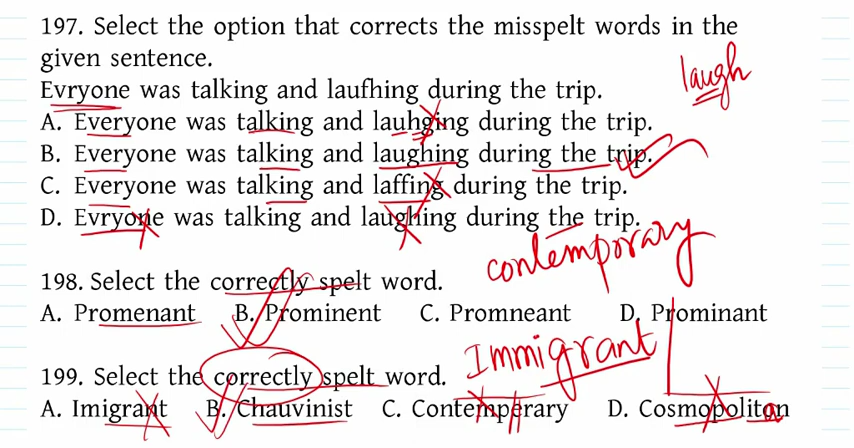 197. Select the option that corrects the misspelt words in the
given sentence.
laugh
Evryone was talking and laufhing during the trip.
A. Everyone was talking and lauhging during the trip.
B. Everyone was talking and laughing during the trip.
C. Everyone was talking and laffing during the trip.
D. Evryone was talking and laughing during the trip.
contemporary
198. Select the correctly spelt word.
A. Promenant B. Prominent C. Promneant D. Prominant
Immigrant
199. Select the correctly spelt word.
A. Imigrant B. Chauvinist C. Contemperary D. Cosmopoliton